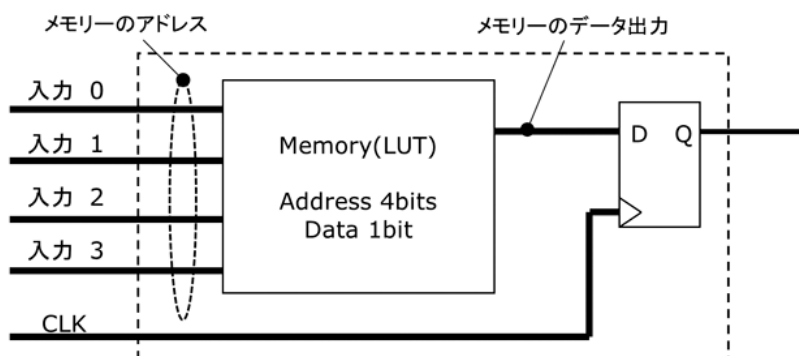 メモリーのアドレス
メモリーのデータ出力
入力 0
入力 1
入力 2
入力 3
CLK
Memory(LUT)
Address 4bits
Data 1bit
D Q